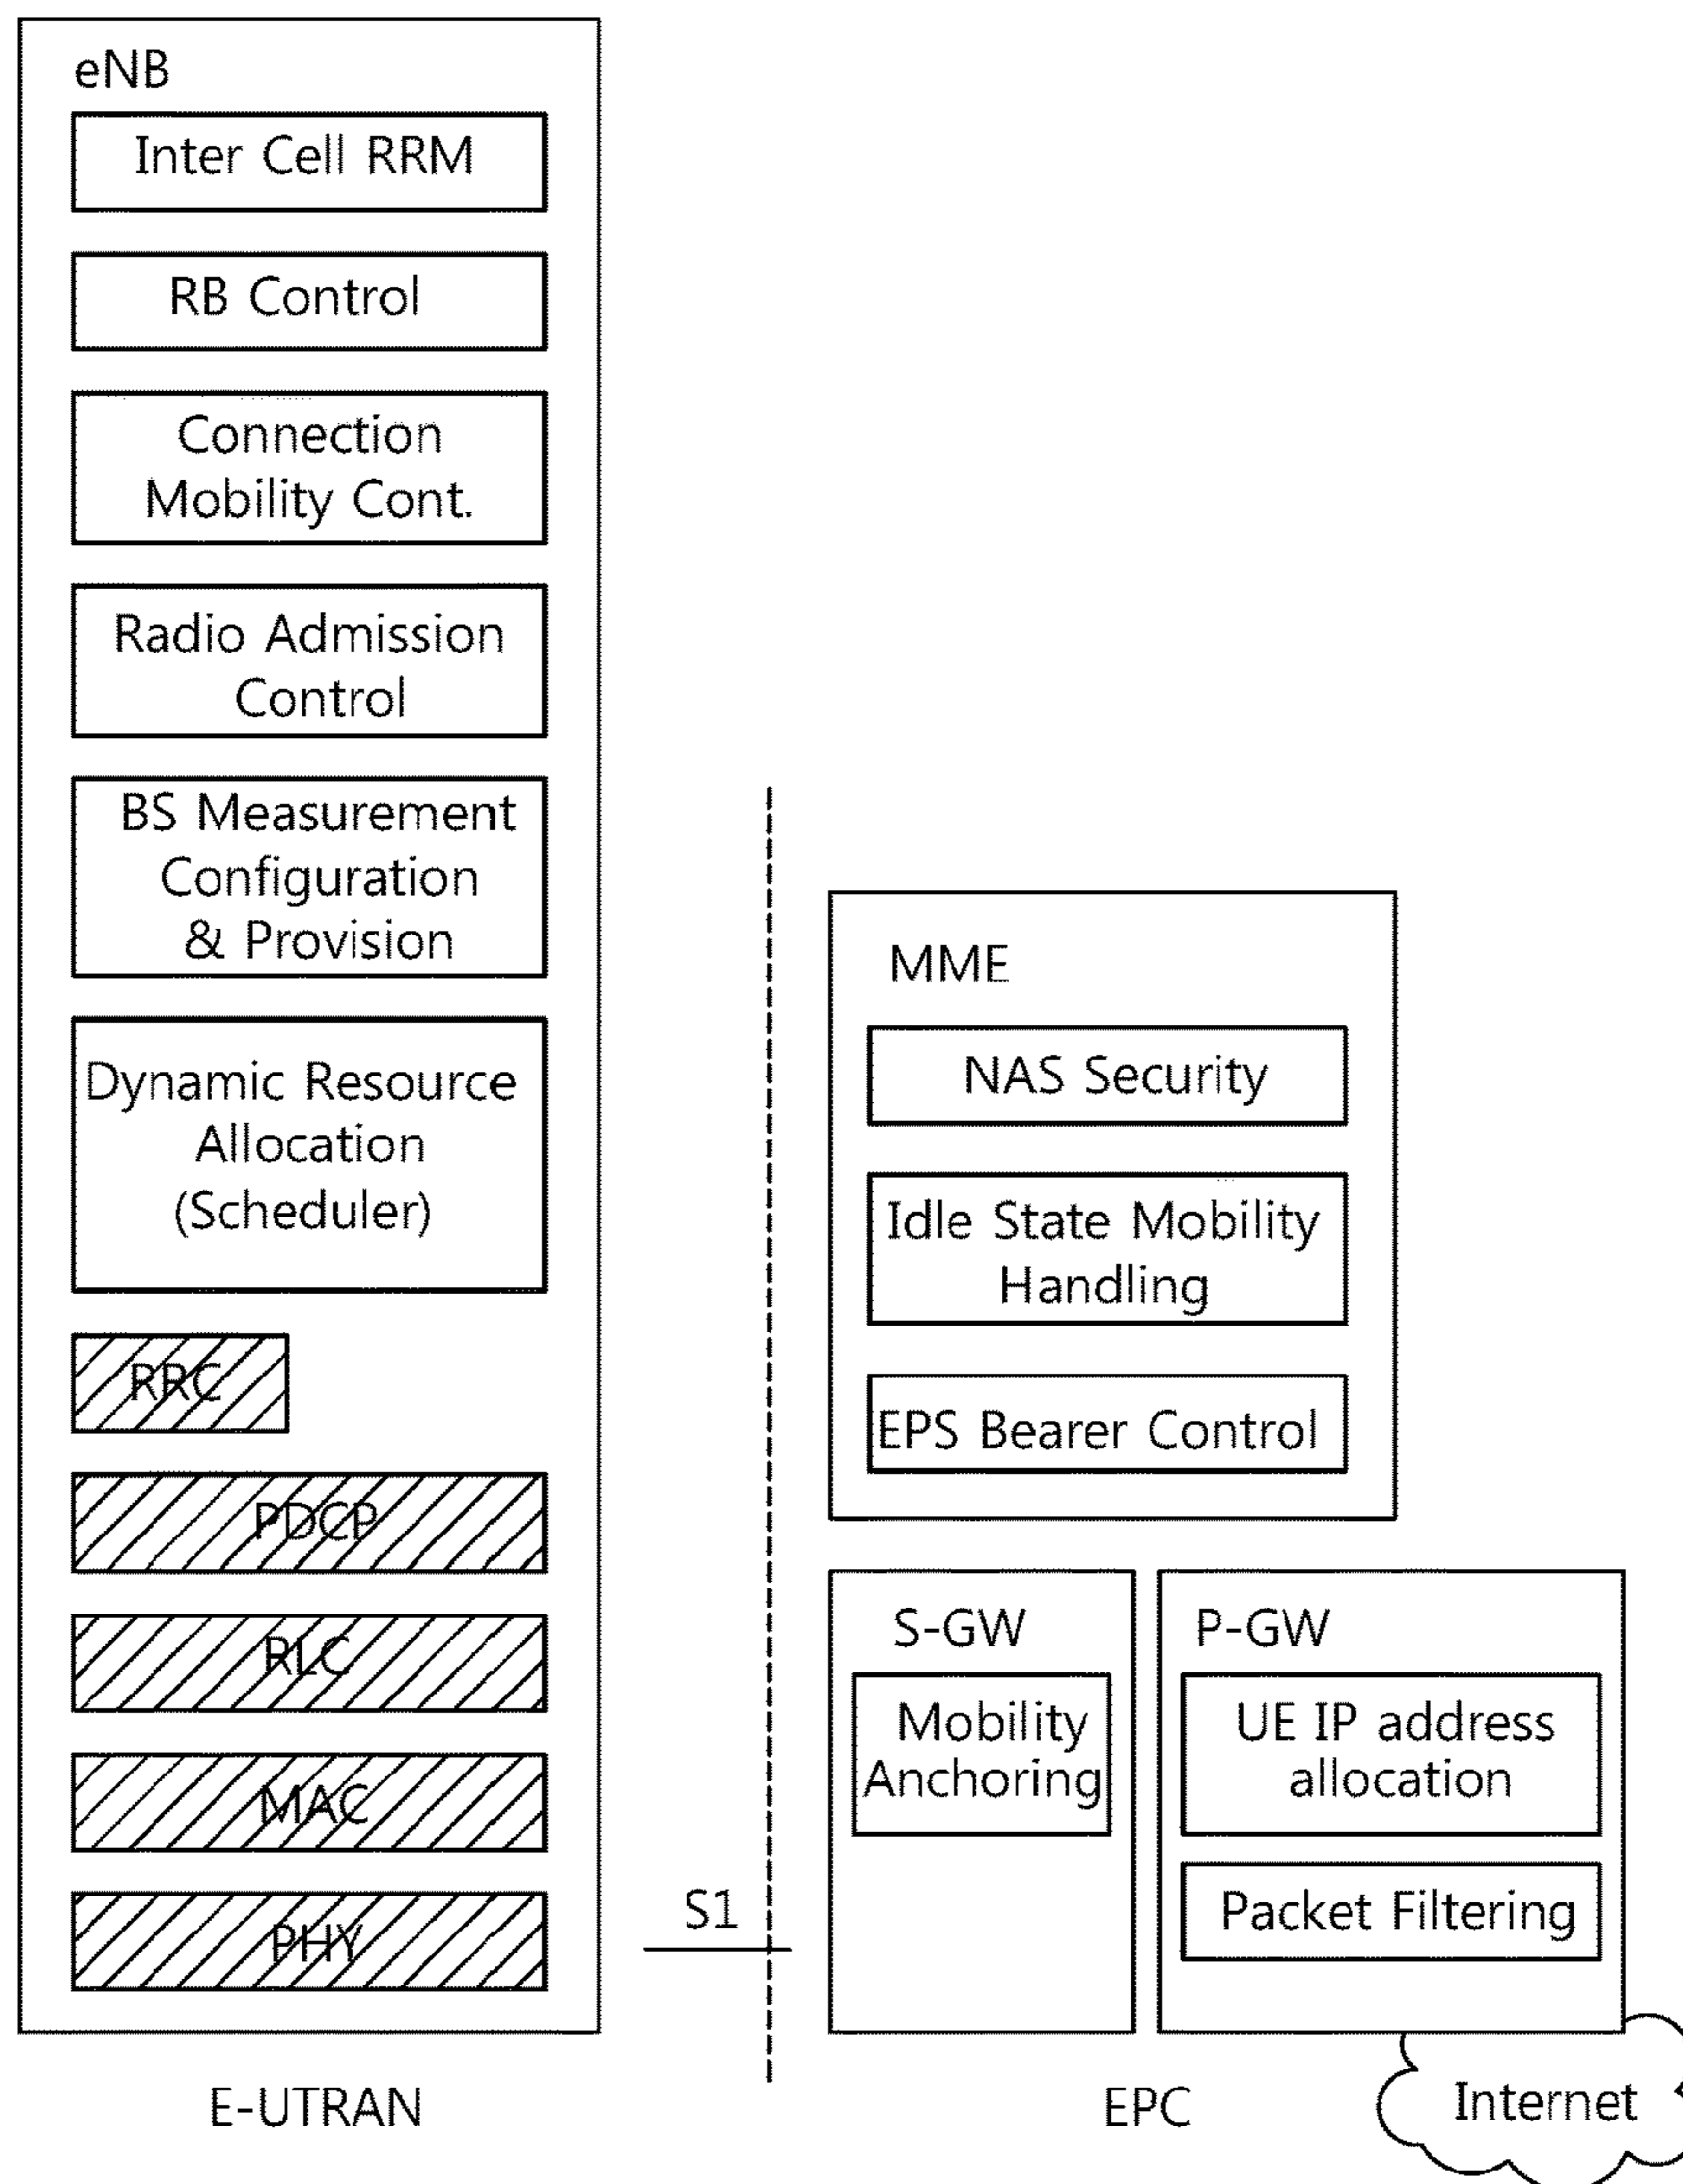 eNB
Inter Cell RRM
RB Control
Connection
Mobility Cont.
Radio Admission
Control
BS Measurement
Configuration
& Provision
Dynamic Resource
Allocation
(Scheduler)
RRC
PDCP
RLC
MAC
PHY
S1
E-UTRAN
MME
NAS Security
Idle State Mobility
Handling
EPS Bearer Control
S-GW
Mobility
Anchoring
P-GW
UE IP address
allocation
Packet Filtering
EPC
Internet